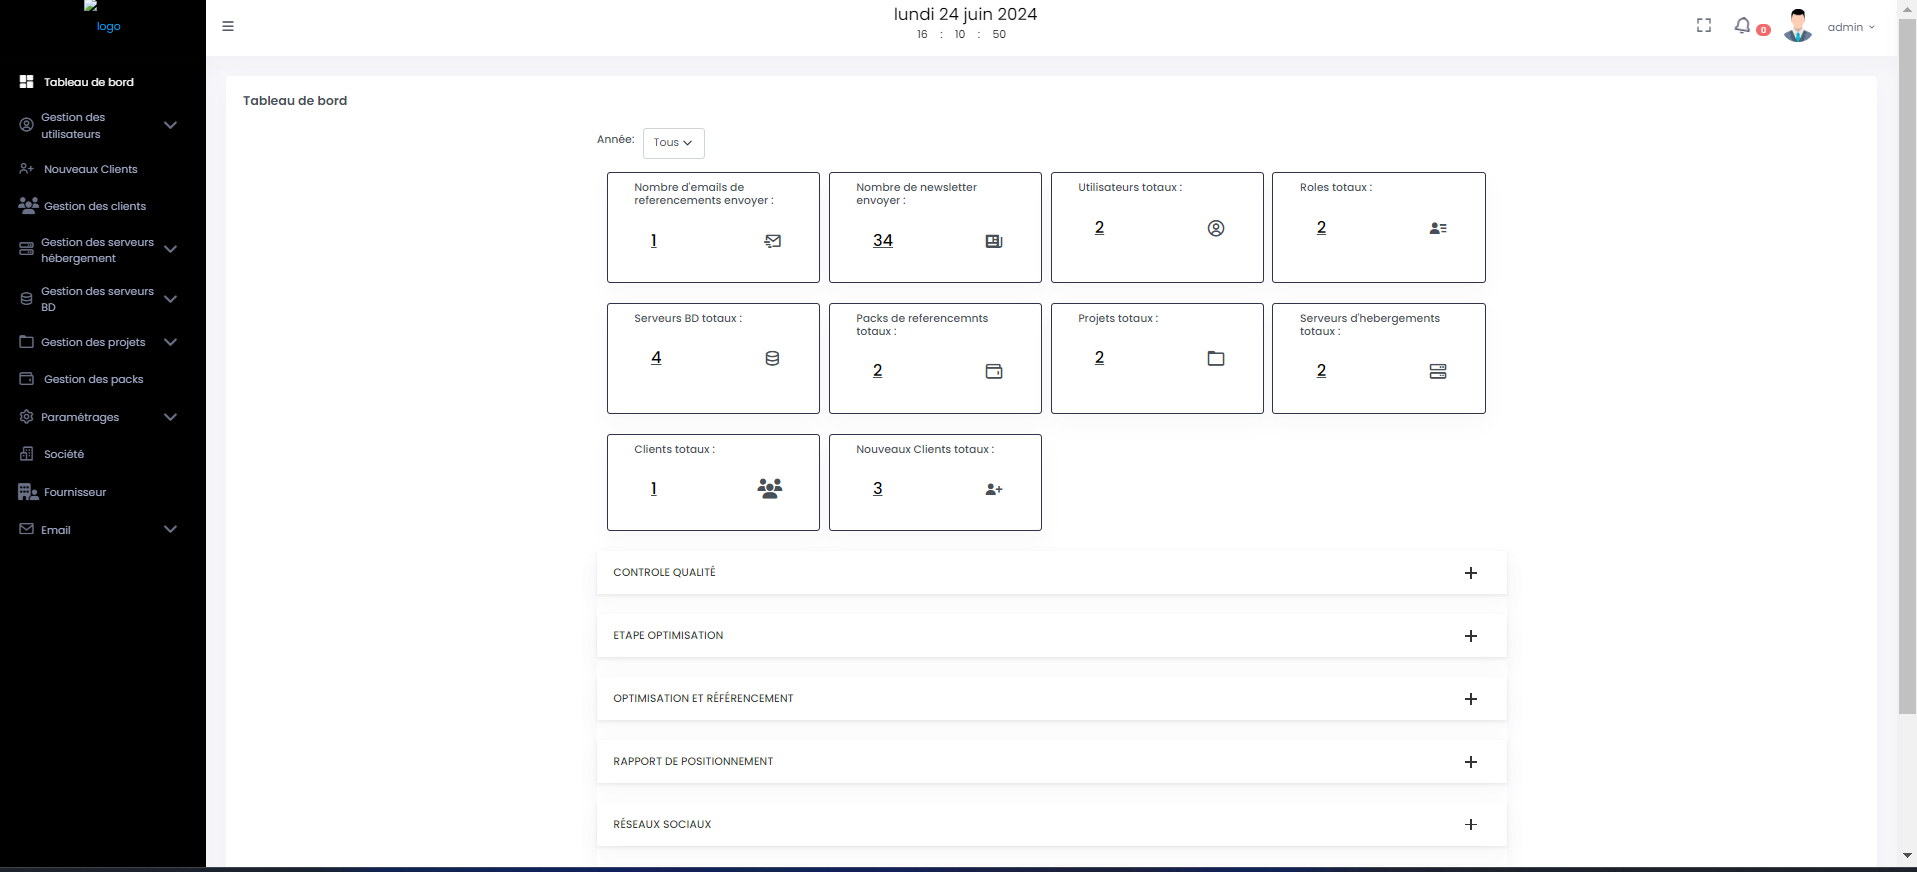 logo
Tableau de bord
Gestion des
utilisateurs
Nouveaux Clients
Gestion des clients
Gestion des serveurs
hébergement
Gestion des serveurs
BD
Gestion des projets
Gestion des packs
Paramétrages
Société
Fournisseur
Email
lundi 24 juin 2024
16 : 10 : 50
0
admin
Tableau de bord
Année: Tous
Nombre d'emails de
referencements envoyer :
1
Nombre de newsletter
envoyer :
34
Utilisateurs totaux :
2
Roles totaux :
2
Serveurs BD totaux :
4
Packs de referencemnts
totaux :
2
Projets totaux :
2
Serveurs d'hebergements
totaux :
2
Clients totaux :
1
Nouveaux Clients totaux :
3
CONTROLE QUALITÉ
ETAPE OPTIMISATION
OPTIMISATION ET RÉFÉRENCEMENT
RAPPORT DE POSITIONNEMENT
RÉSEAUX SOCIAUX